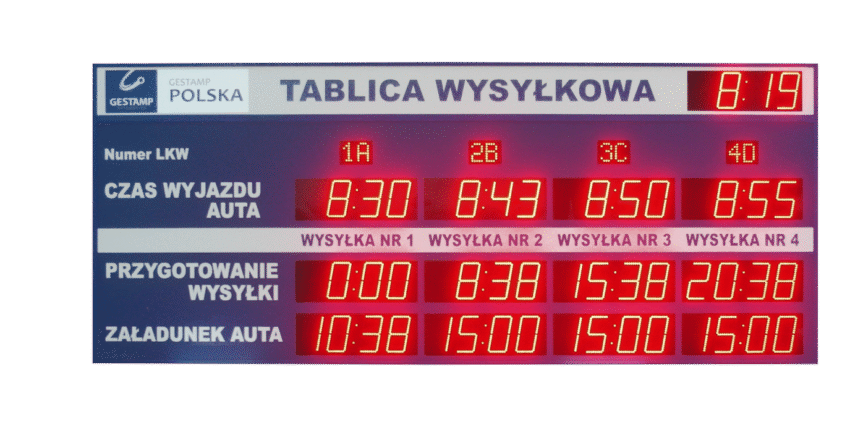 GESTAMP
GESTAMP
POLSKA
TABLICA WYSYŁKOWA
8:19
Numer LKW 1A 2B 3C 4D
CZAS WYJAZDU
AUTA 8:30 8:43 8:50 8:55
WYSYŁKA NR 1 WYSYŁKA NR 2 WYSYŁKA NR 3 WYSYŁKA NR 4
PRZYGOTOWANIE
WYSYŁKI 0:00 8:38 15:38 20:38
ZAŁADUNEK AUTA 10:38 15:00 15:00 15:00